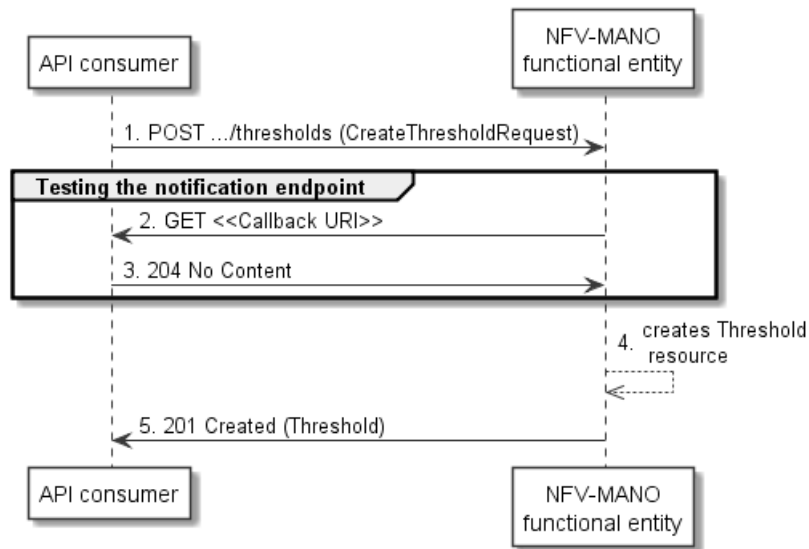 API consumer
NFV-MANO
functional entity
1. POST .../thresholds (CreateThresholdRequest)
Testing the notification endpoint
2. GET <<Callback URI>>
3. 204 No Content
4. creates Threshold
resource
5. 201 Created (Threshold)
API consumer
NFV-MANO
functional entity